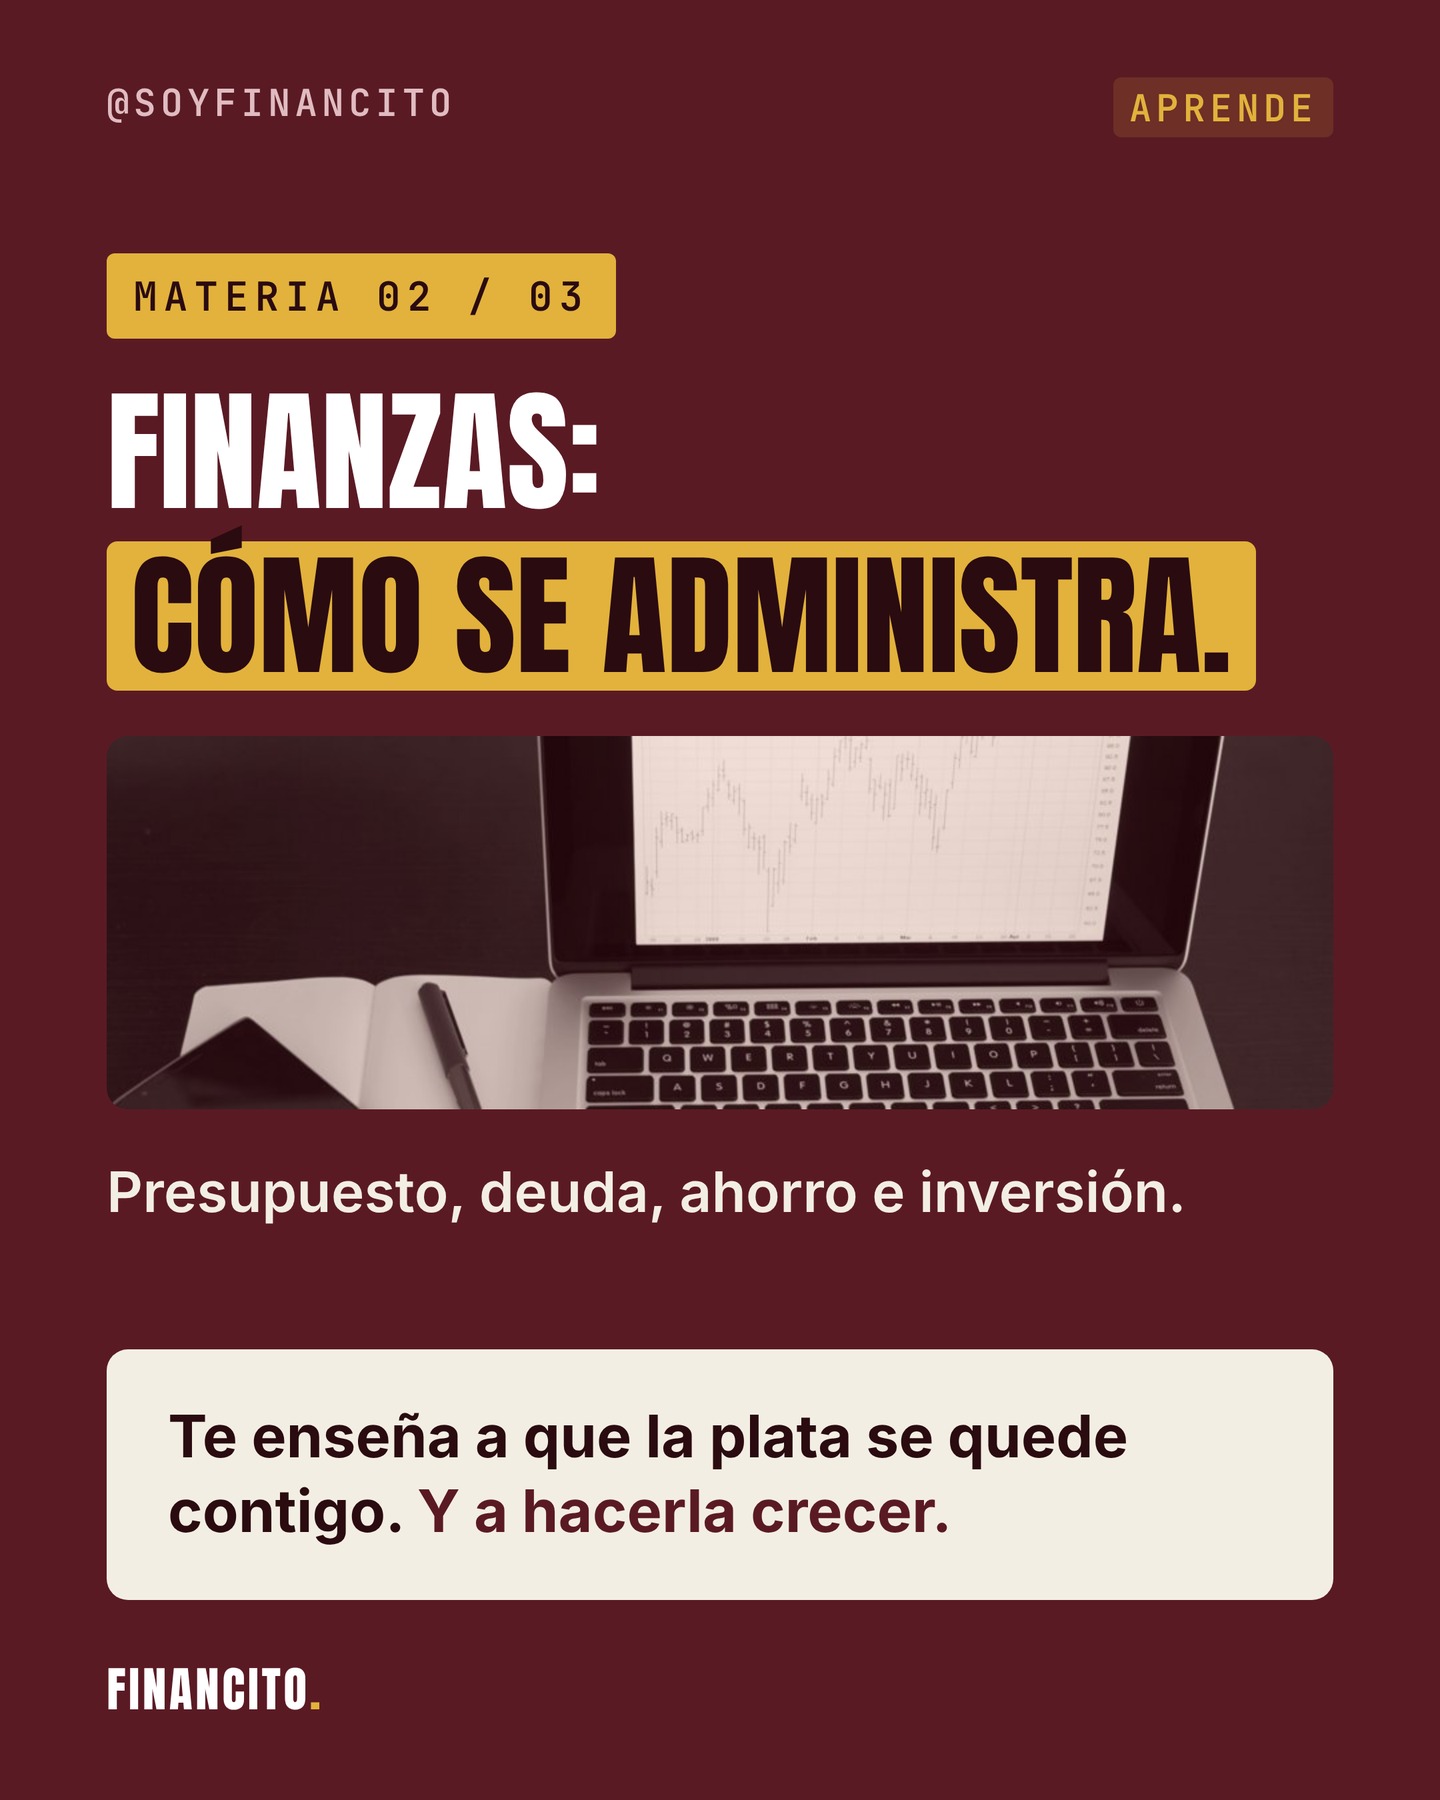 @SOYFINANCITO
APRENDE
MATERIA 02 / 03
FINANZAS:
CÓMO SE ADMINISTRA.
Presupuesto, deuda, ahorro e inversión.
Te enseña a que la plata se quede
contigo. Y a hacerla crecer.
FINANCITO.